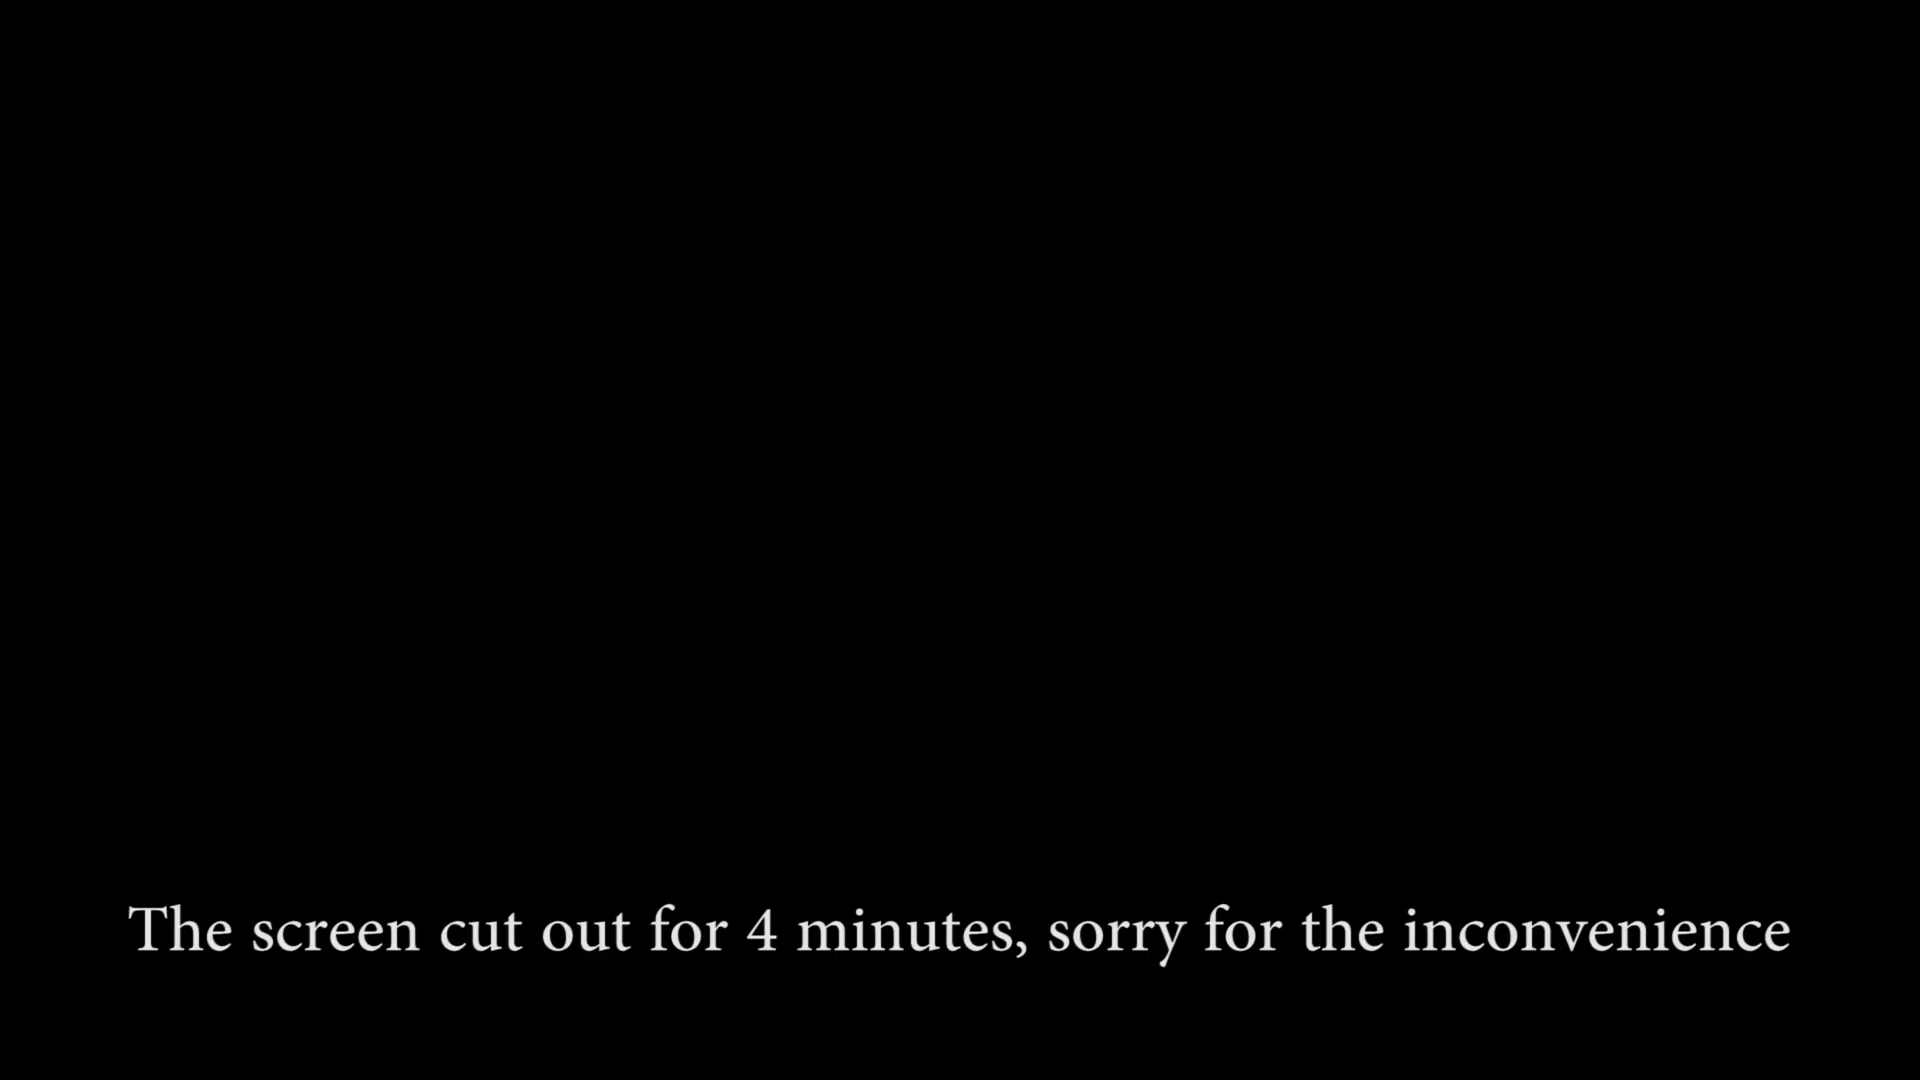 The screen cut out for 4 minutes, sorry for the inconvenience